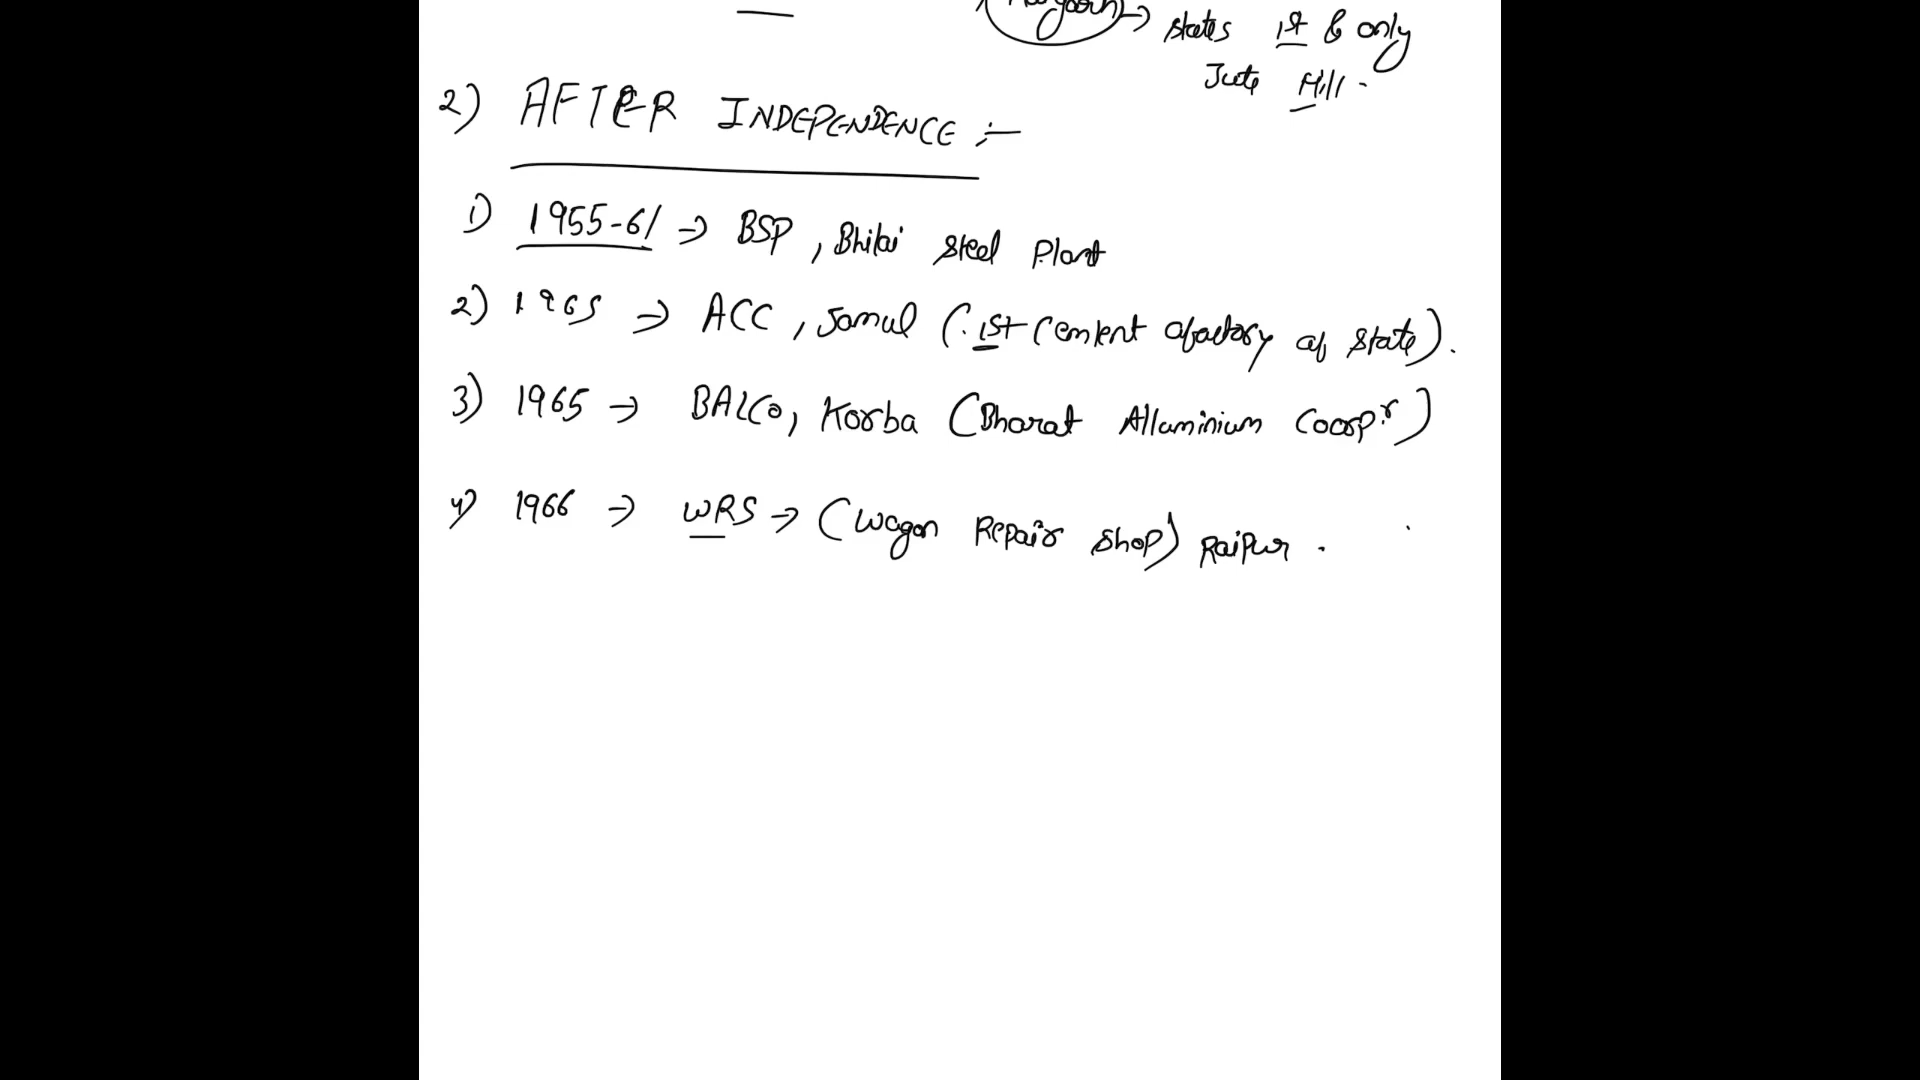 → states 1st & only
Jute Mill.
2) AFTER INDEPENDENCE :-
1) 1955-61 ⇒ BSP, Bhilai Steel Plant
2) 1965 ⇒ ACC, Jamul (1st Cement factory of state).
3) 1965 → BALCO, Korba (Bharat Alluminium Coorpr)
4) 1966 → WRS → (Wagon Repair Shop) Raipur.